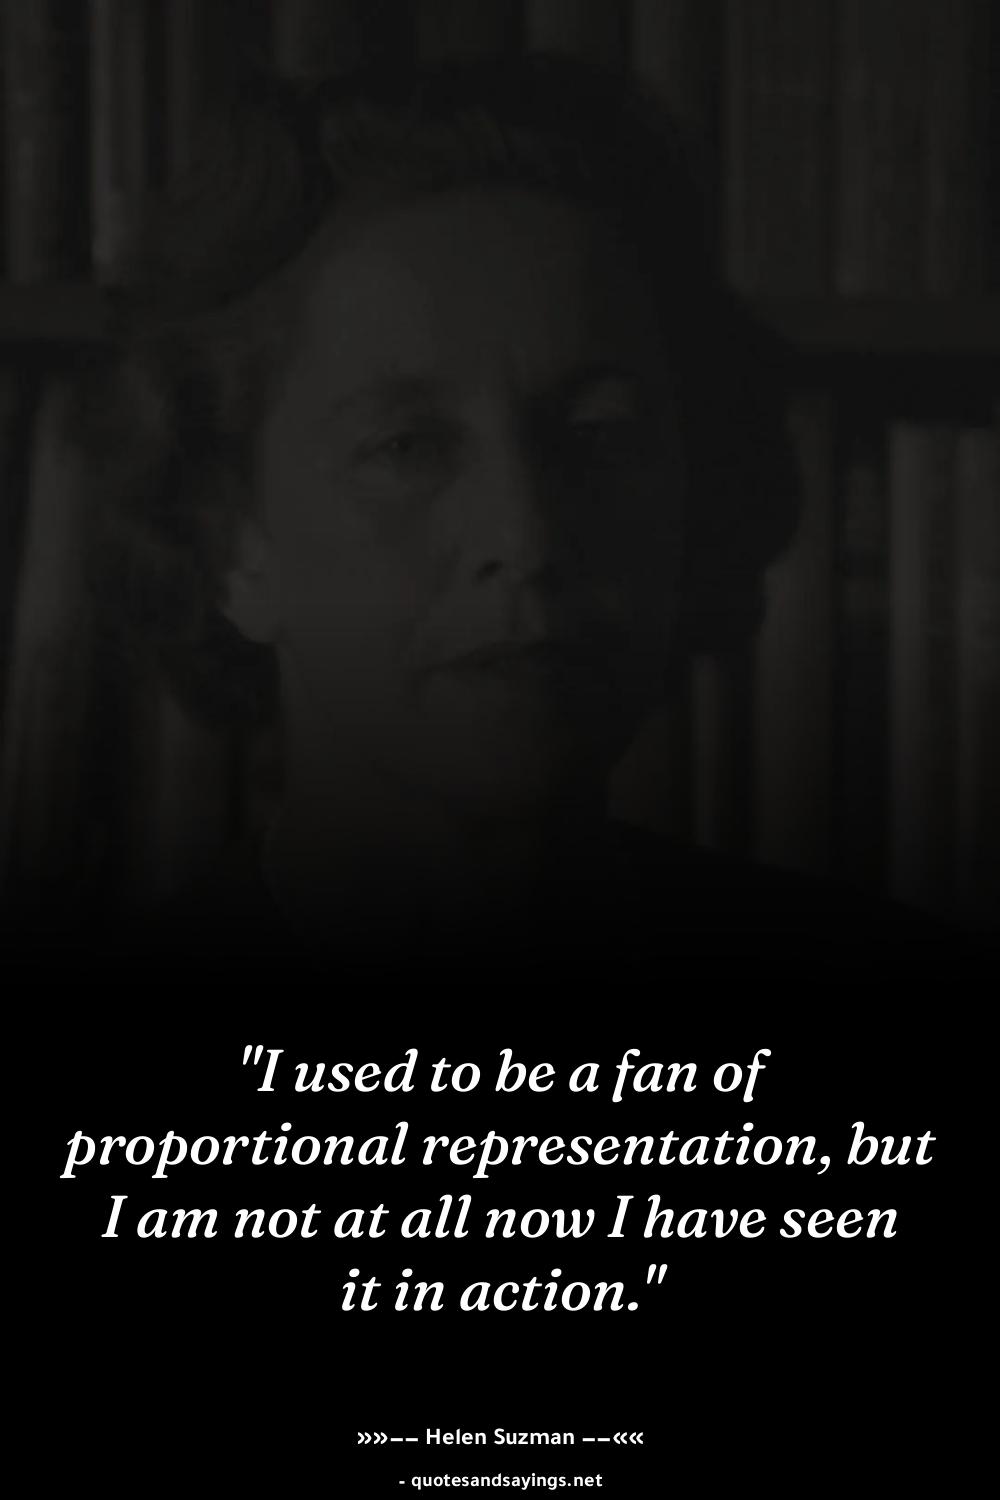 "I used to be a fan of
proportional representation, but
I am not at all now I have seen
it in action."
»»–– Helen Suzman ––««
- quotesandsayings.net